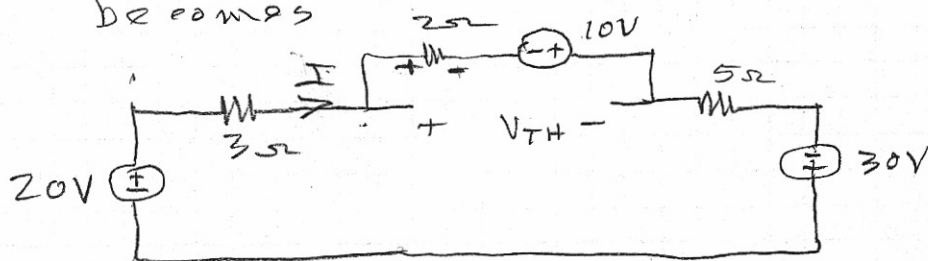 becomes
2Ω
10V
+ -
- +
I
5Ω
+ VTH -
3Ω
20V
±
30V
∓